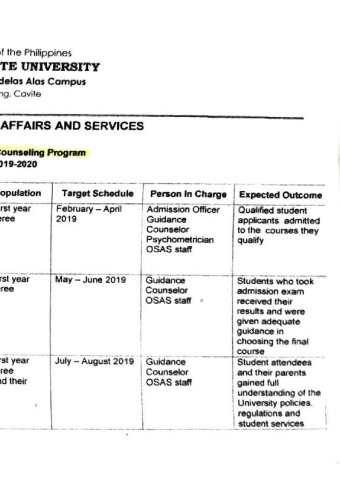 of the Philippines
TE UNIVERSITY
delas Alas Campus
ng, Cavite
AFFAIRS AND SERVICES
Counseling Program
2019-2020
opulation Target Schedule Person In Charge Expected Outcome
irst year February – April Admission Officer Qualified student
ree 2019 Guidance applicants admitted
Counselor to the courses they
Psychometrician qualify
OSAS staff
irst year May – June 2019 Guidance Students who took
ree Counselor admission exam
OSAS staff received their
results and were
given adequate
guidance in
choosing the final
course
irst year July – August 2019 Guidance Student attendees
ree Counselor and their parents
nd their OSAS staff gained full
understanding of the
University policies,
regulations and
student services